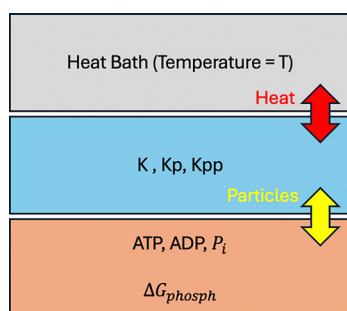 Heat Bath (Temperature = T)
Heat
K , Kp, Kpp
Particles
ATP, ADP, P_i
ΔG_phosph